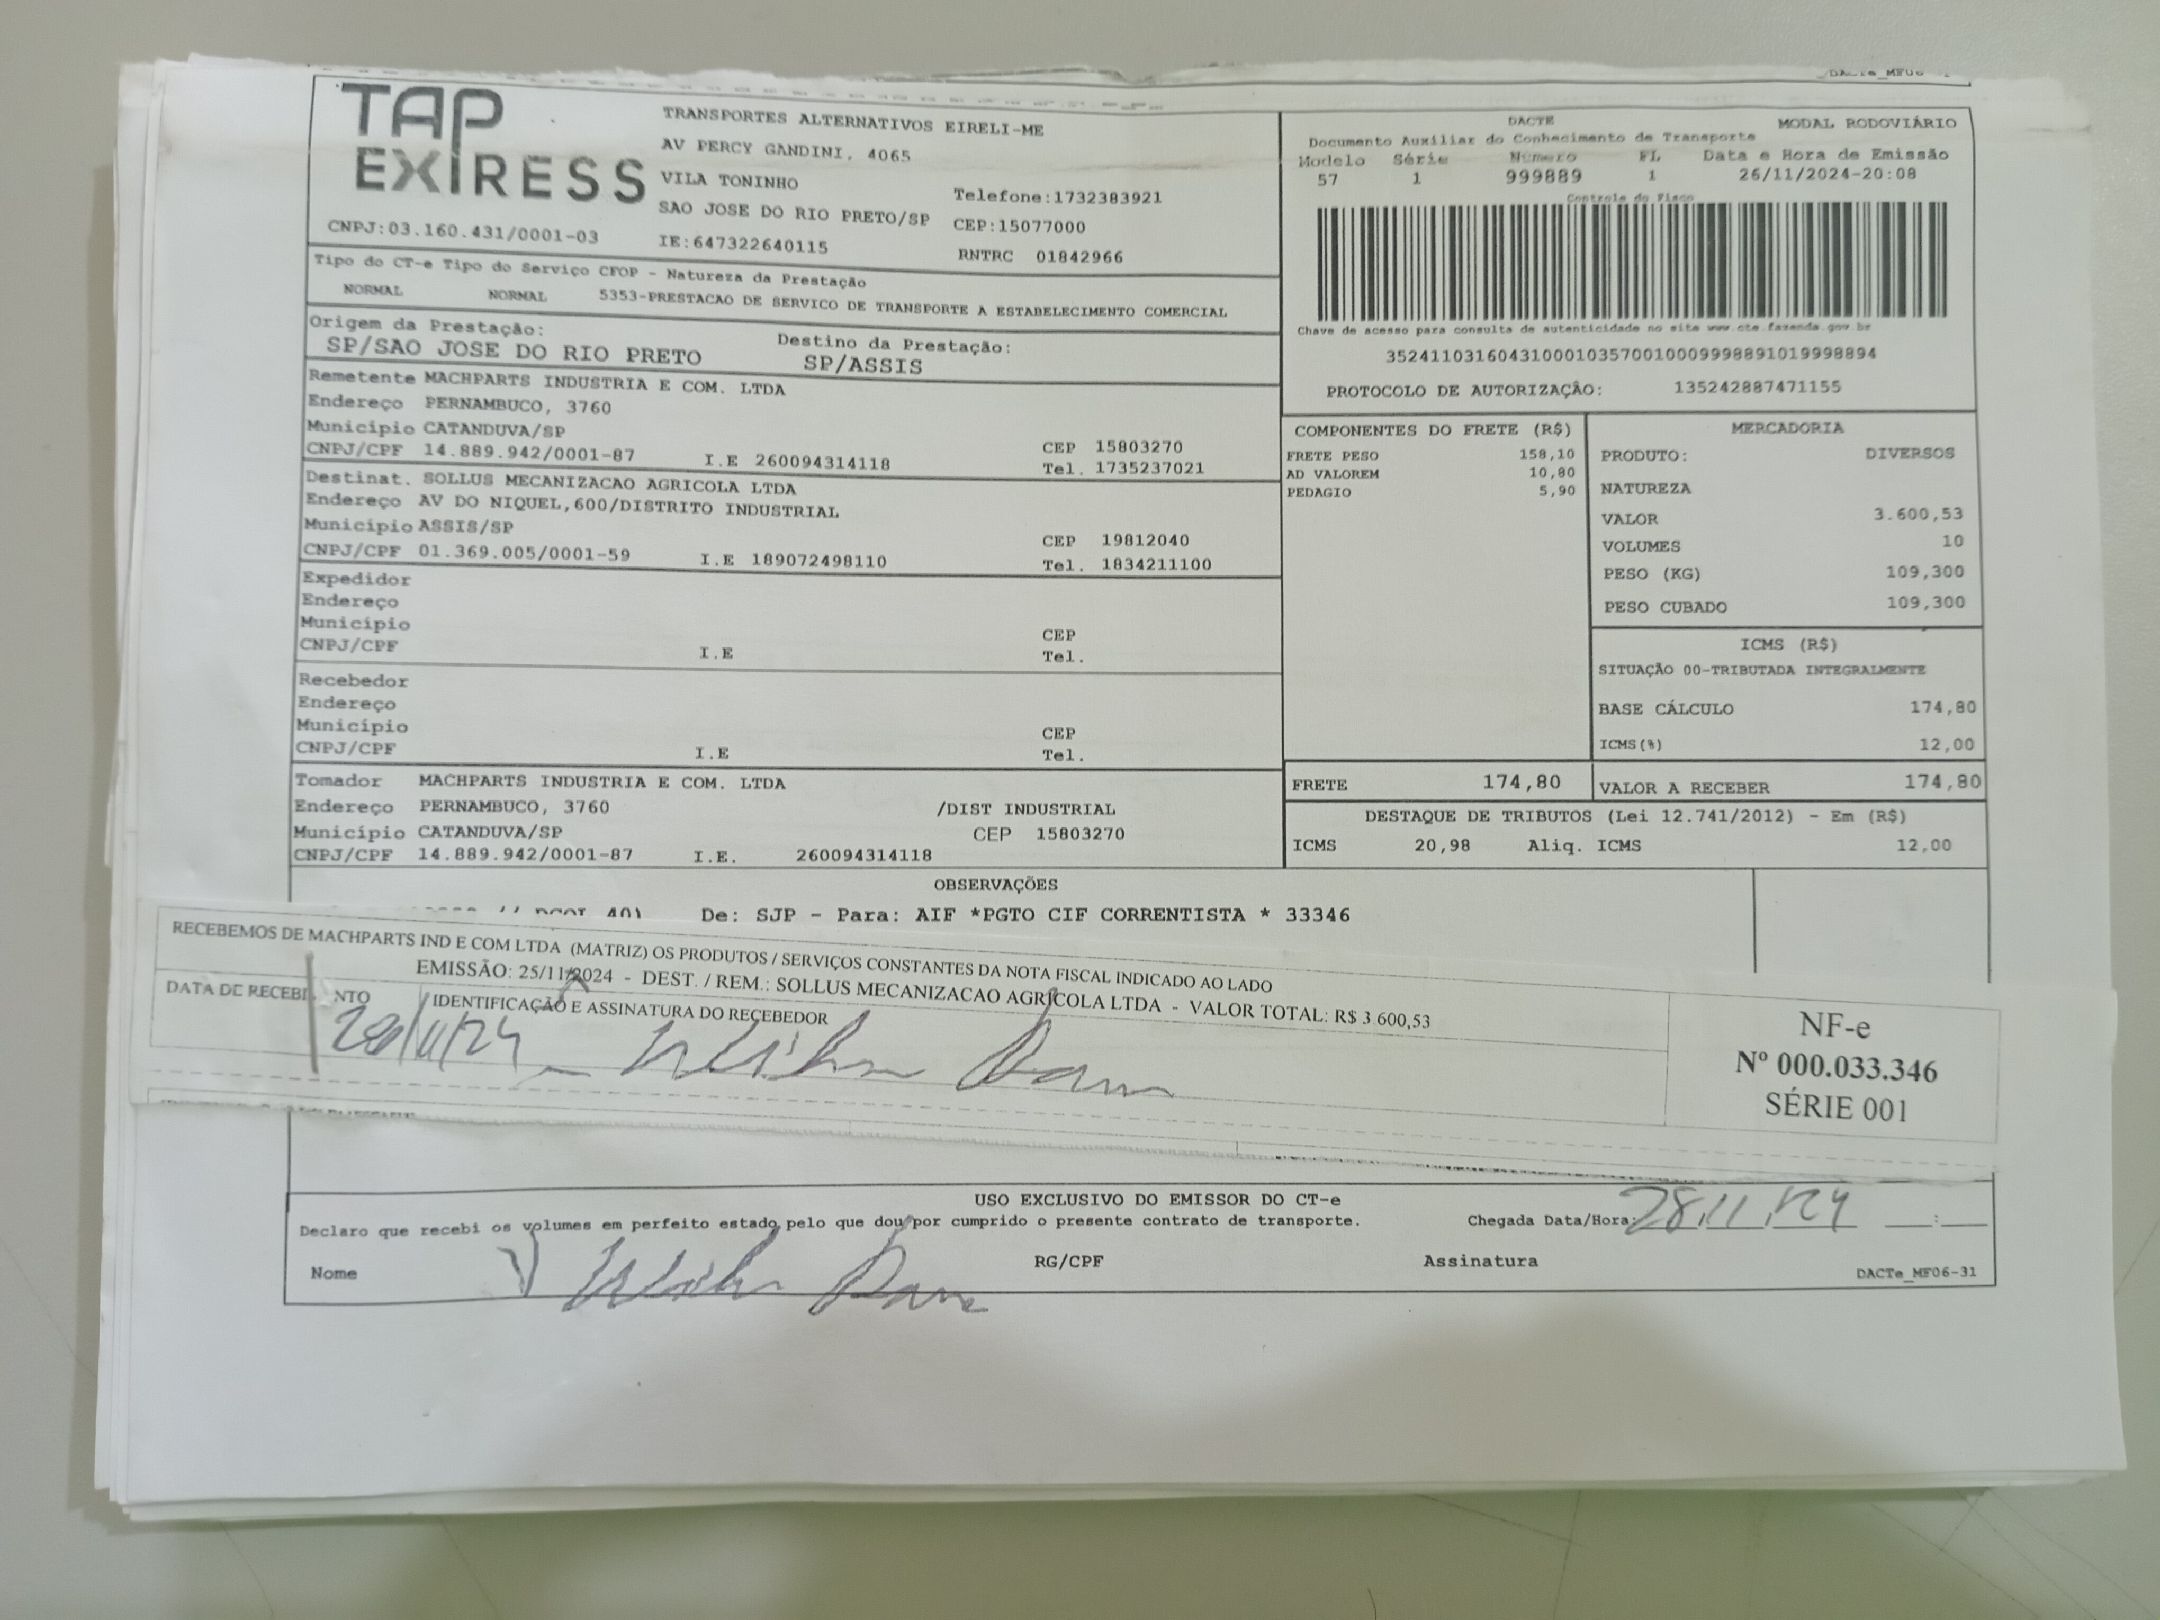 TAP
EXPRESS
TRANSPORTES ALTERNATIVOS EIRELI-ME
AV PERCY GANDINI, 4065
VILA TONINHO
SAO JOSE DO RIO PRETO/SP
Telefone:1732383921
CEP:15077000
CNPJ:03.160.431/0001-03
IE:647322640115
RNTRC 01842966
DACTE
MODAL RODOVIÁRIO
Documento Auxiliar do Conhecimento de Transporte
Modelo Série Número FL Data e Hora de Emissão
57 1 999889 1 26/11/2024-20:08
Controle do Fisco
Chave de acesso para consulta de autenticidade no site www.cte.fazenda.gov.br
35241103160431000103570010009998891019998894
PROTOCOLO DE AUTORIZAÇÃO: 135242887471155
Tipo do CT-e Tipo do Serviço CFOP - Natureza da Prestação
NORMAL NORMAL 5353-PRESTACAO DE SERVICO DE TRANSPORTE A ESTABELECIMENTO COMERCIAL
Origem da Prestação: Destino da Prestação:
SP/SAO JOSE DO RIO PRETO SP/ASSIS
Remetente MACHPARTS INDUSTRIA E COM. LTDA
Endereço PERNAMBUCO, 3760
Município CATANDUVA/SP CEP 15803270
CNPJ/CPF 14.889.942/0001-87 I.E 260094314118 Tel. 1735237021
Destinat. SOLLUS MECANIZACAO AGRICOLA LTDA
Endereço AV DO NIQUEL,600/DISTRITO INDUSTRIAL
Município ASSIS/SP CEP 19812040
CNPJ/CPF 01.369.005/0001-59 I.E 189072498110 Tel. 1834211100
Expedidor
Endereço
Município CEP
CNPJ/CPF I.E Tel.
Recebedor
Endereço
Município CEP
CNPJ/CPF I.E Tel.
Tomador MACHPARTS INDUSTRIA E COM. LTDA
Endereço PERNAMBUCO, 3760 /DIST INDUSTRIAL
Município CATANDUVA/SP CEP 15803270
CNPJ/CPF 14.889.942/0001-87 I.E. 260094314118
COMPONENTES DO FRETE (R$)
FRETE PESO 158,10
AD VALOREM 10,80
PEDAGIO 5,90
MERCADORIA
PRODUTO: DIVERSOS
NATUREZA
VALOR 3.600,53
VOLUMES 10
PESO (KG) 109,300
PESO CUBADO 109,300
ICMS (R$)
SITUAÇÃO 00-TRIBUTADA INTEGRALMENTE
BASE CÁLCULO 174,80
ICMS(%) 12,00
FRETE 174,80 VALOR A RECEBER 174,80
DESTAQUE DE TRIBUTOS (Lei 12.741/2012) - Em (R$)
ICMS 20,98 Aliq. ICMS 12,00
OBSERVAÇÕES
De: SJP - Para: AIF *PGTO CIF CORRENTISTA * 33346
RECEBEMOS DE MACHPARTS IND E COM LTDA (MATRIZ) OS PRODUTOS / SERVIÇOS CONSTANTES DA NOTA FISCAL INDICADO AO LADO
EMISSÃO: 25/11/2024 - DEST. / REM.: SOLLUS MECANIZACAO AGRÍCOLA LTDA - VALOR TOTAL: R$ 3.600,53
DATA DE RECEBI NTO IDENTIFICAÇÃO E ASSINATURA DO RECEBEDOR
28/11/24
NF-e
Nº 000.033.346
SÉRIE 001
USO EXCLUSIVO DO EMISSOR DO CT-e
Declaro que recebi os volumes em perfeito estado pelo que dou por cumprido o presente contrato de transporte. Chegada Data/Hora: 28/11/24 __:__
Nome RG/CPF Assinatura
DACTe_MF06-31